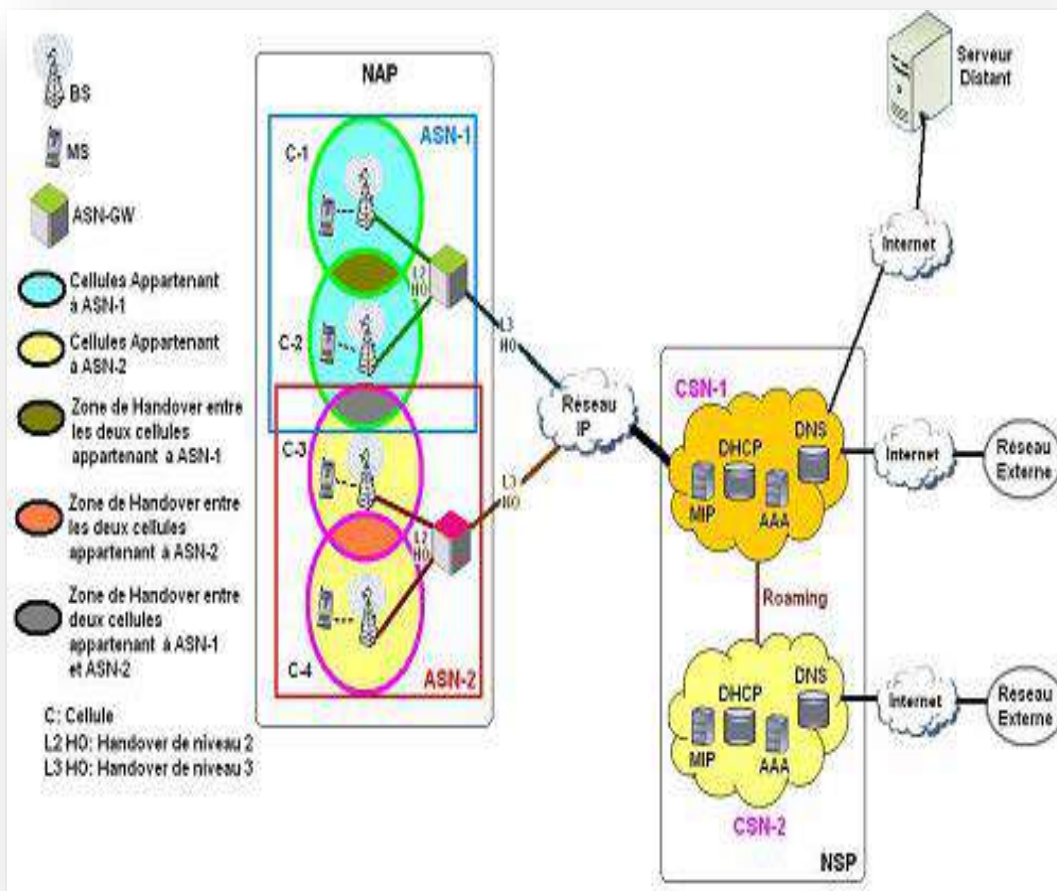 BS
MS
ASN-GW
Cellules Appartenant
à ASN-1
Cellules Appartenant
à ASN-2
Zone de Handover entre
les deux cellules
appartenant à ASN-1
Zone de Handover entre
les deux cellules
appartenant à ASN-2
Zone de Handover entre
deux cellules
appartenant à ASN-1
et ASN-2
C: Cellule
L2 HO: Handover de niveau 2
L3 HO: Handover de niveau 3
NAP
ASN-1
C-1
L2
HO
C-2
C-3
L2
HO
C-4
ASN-2
L3
HO
L3
HO
Réseau
IP
Serveur
Distant
Internet
CSN-1
DHCP
DNS
MIP
AAA
Internet
Réseau
Externe
Roaming
DHCP
DNS
MIP
AAA
Internet
Réseau
Externe
CSN-2
NSP